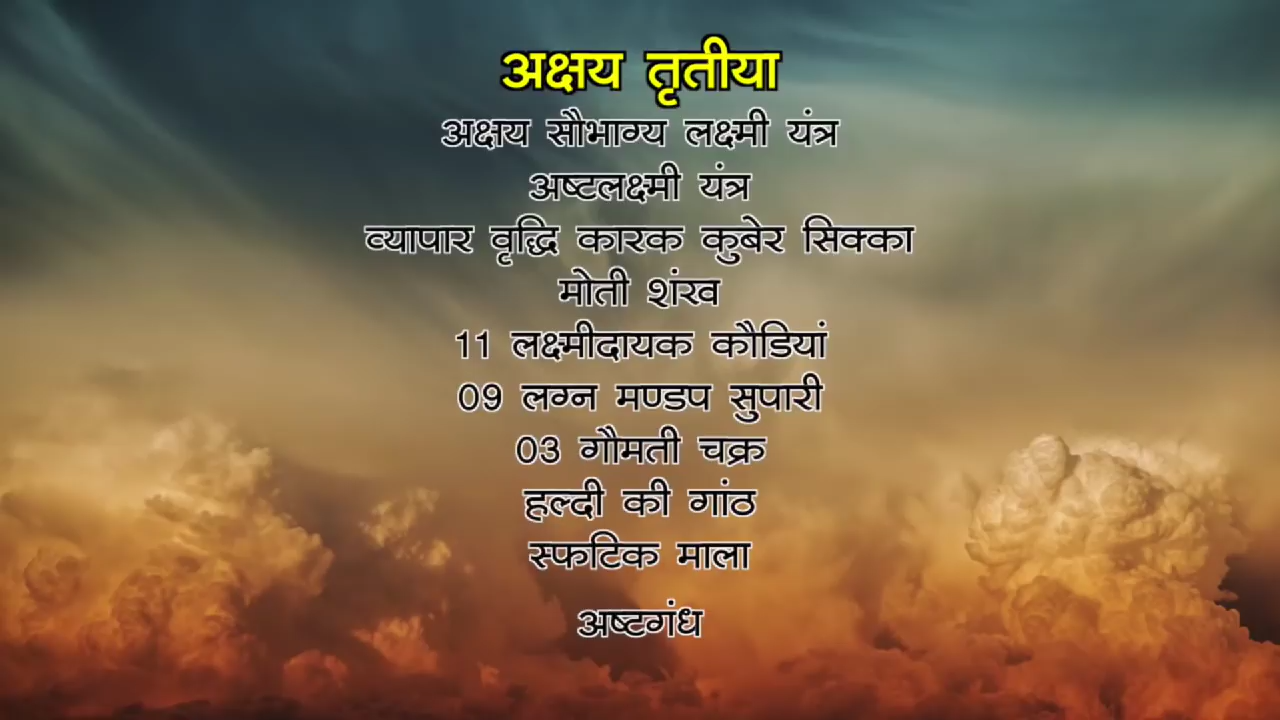 अक्षय तृतीया
अक्षय सौभाग्य लक्ष्मी यंत्र
अष्टलक्ष्मी यंत्र
व्यापार वृद्धि कारक कुबेर सिक्का
मोती शंख
11 लक्ष्मीदायक कौडियां
09 लग्न मण्डप सुपारी
03 गौमती चक्र
हल्दी की गांठ
स्फटिक माला
अष्टगंध